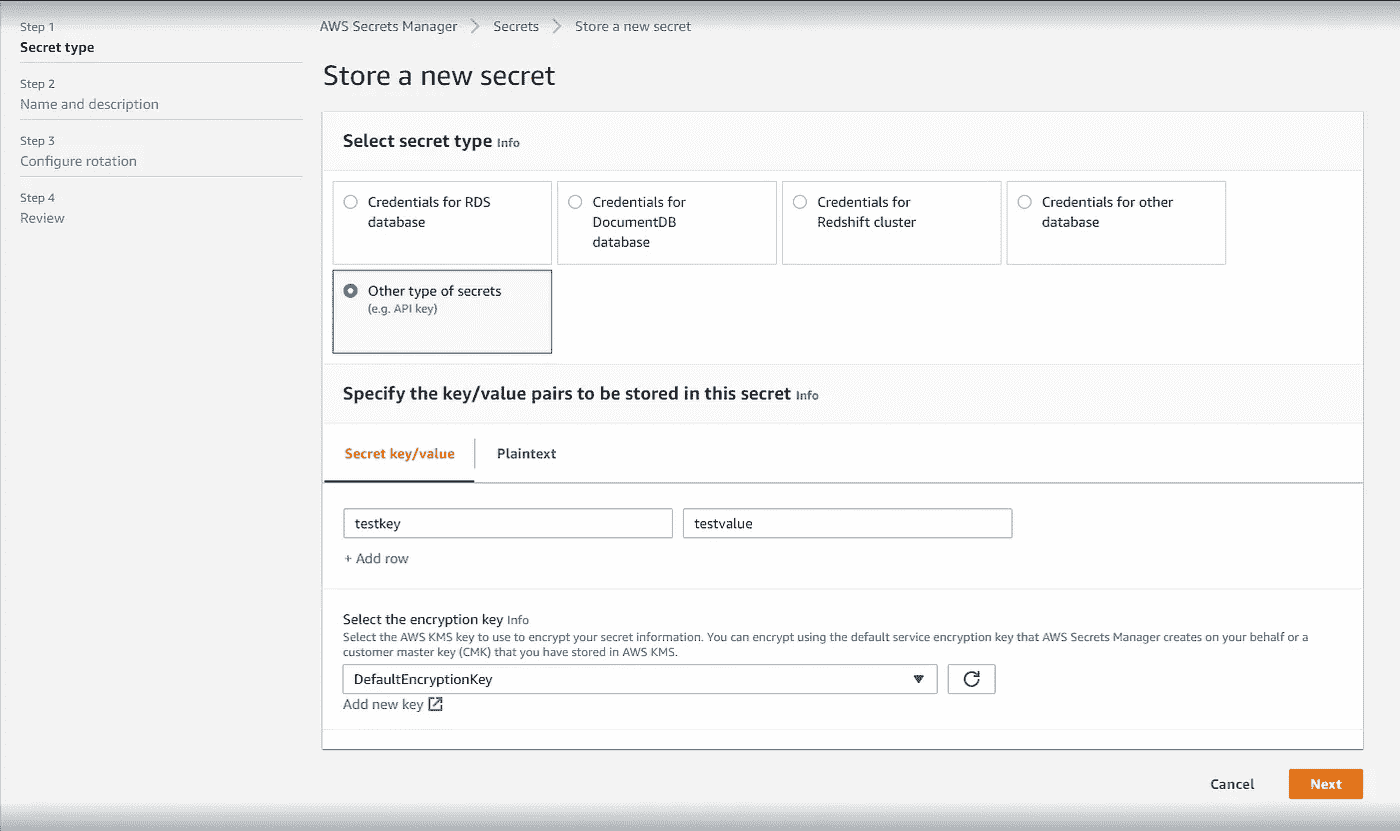 Step 1
Secret type
Step 2
Name and description
Step 3
Configure rotation
Step 4
Review
AWS Secrets Manager > Secrets > Store a new secret
Store a new secret
Select secret type Info
Credentials for RDS
database
Credentials for
DocumentDB
database
Credentials for
Redshift cluster
Credentials for other
database
Other type of secrets
(e.g. API key)
Specify the key/value pairs to be stored in this secret Info
Secret key/value
Plaintext
testkey
testvalue
+ Add row
Select the encryption key Info
Select the AWS KMS key to use to encrypt your secret information. You can encrypt using the default service encryption key that AWS Secrets Manager creates on your behalf or a
customer master key (CMK) that you have stored in AWS KMS.
DefaultEncryptionKey
Add new key
Cancel
Next